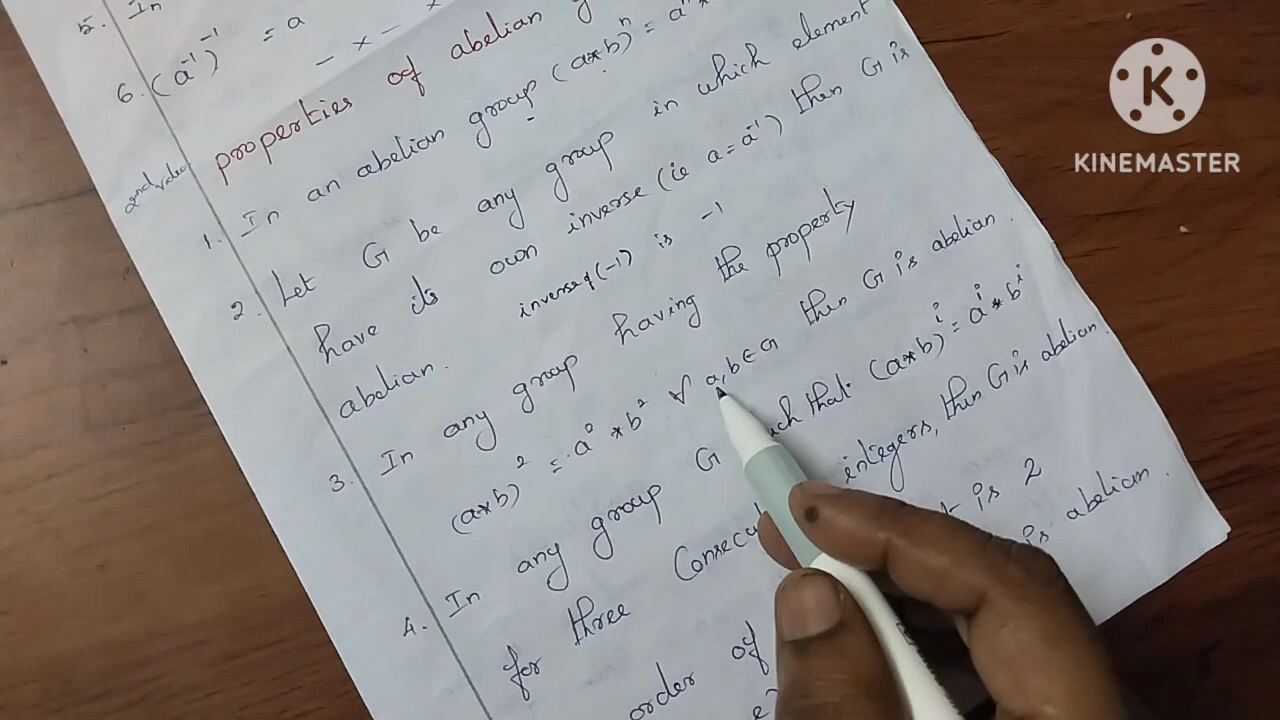 5. In
6. (a⁻¹)⁻¹ = a
— x — x
properties of abelian g
2nd video
1. In an abelian group (a*b)ⁿ = aⁿ *
2. Let G be any group in which element
have its own inverse (ie a = a⁻¹) then G is
abelian. inverse of (-1) is -1
3. In any group having the property
(a*b)² = a² * b² ∀ a,b ∈ G then G is abelian.
4. In any group G such that (a*b)ⁱ = aⁱ * bⁱ
for three integers, then G is abelian.
order of is 2
is abelian.
K
KINEMASTER